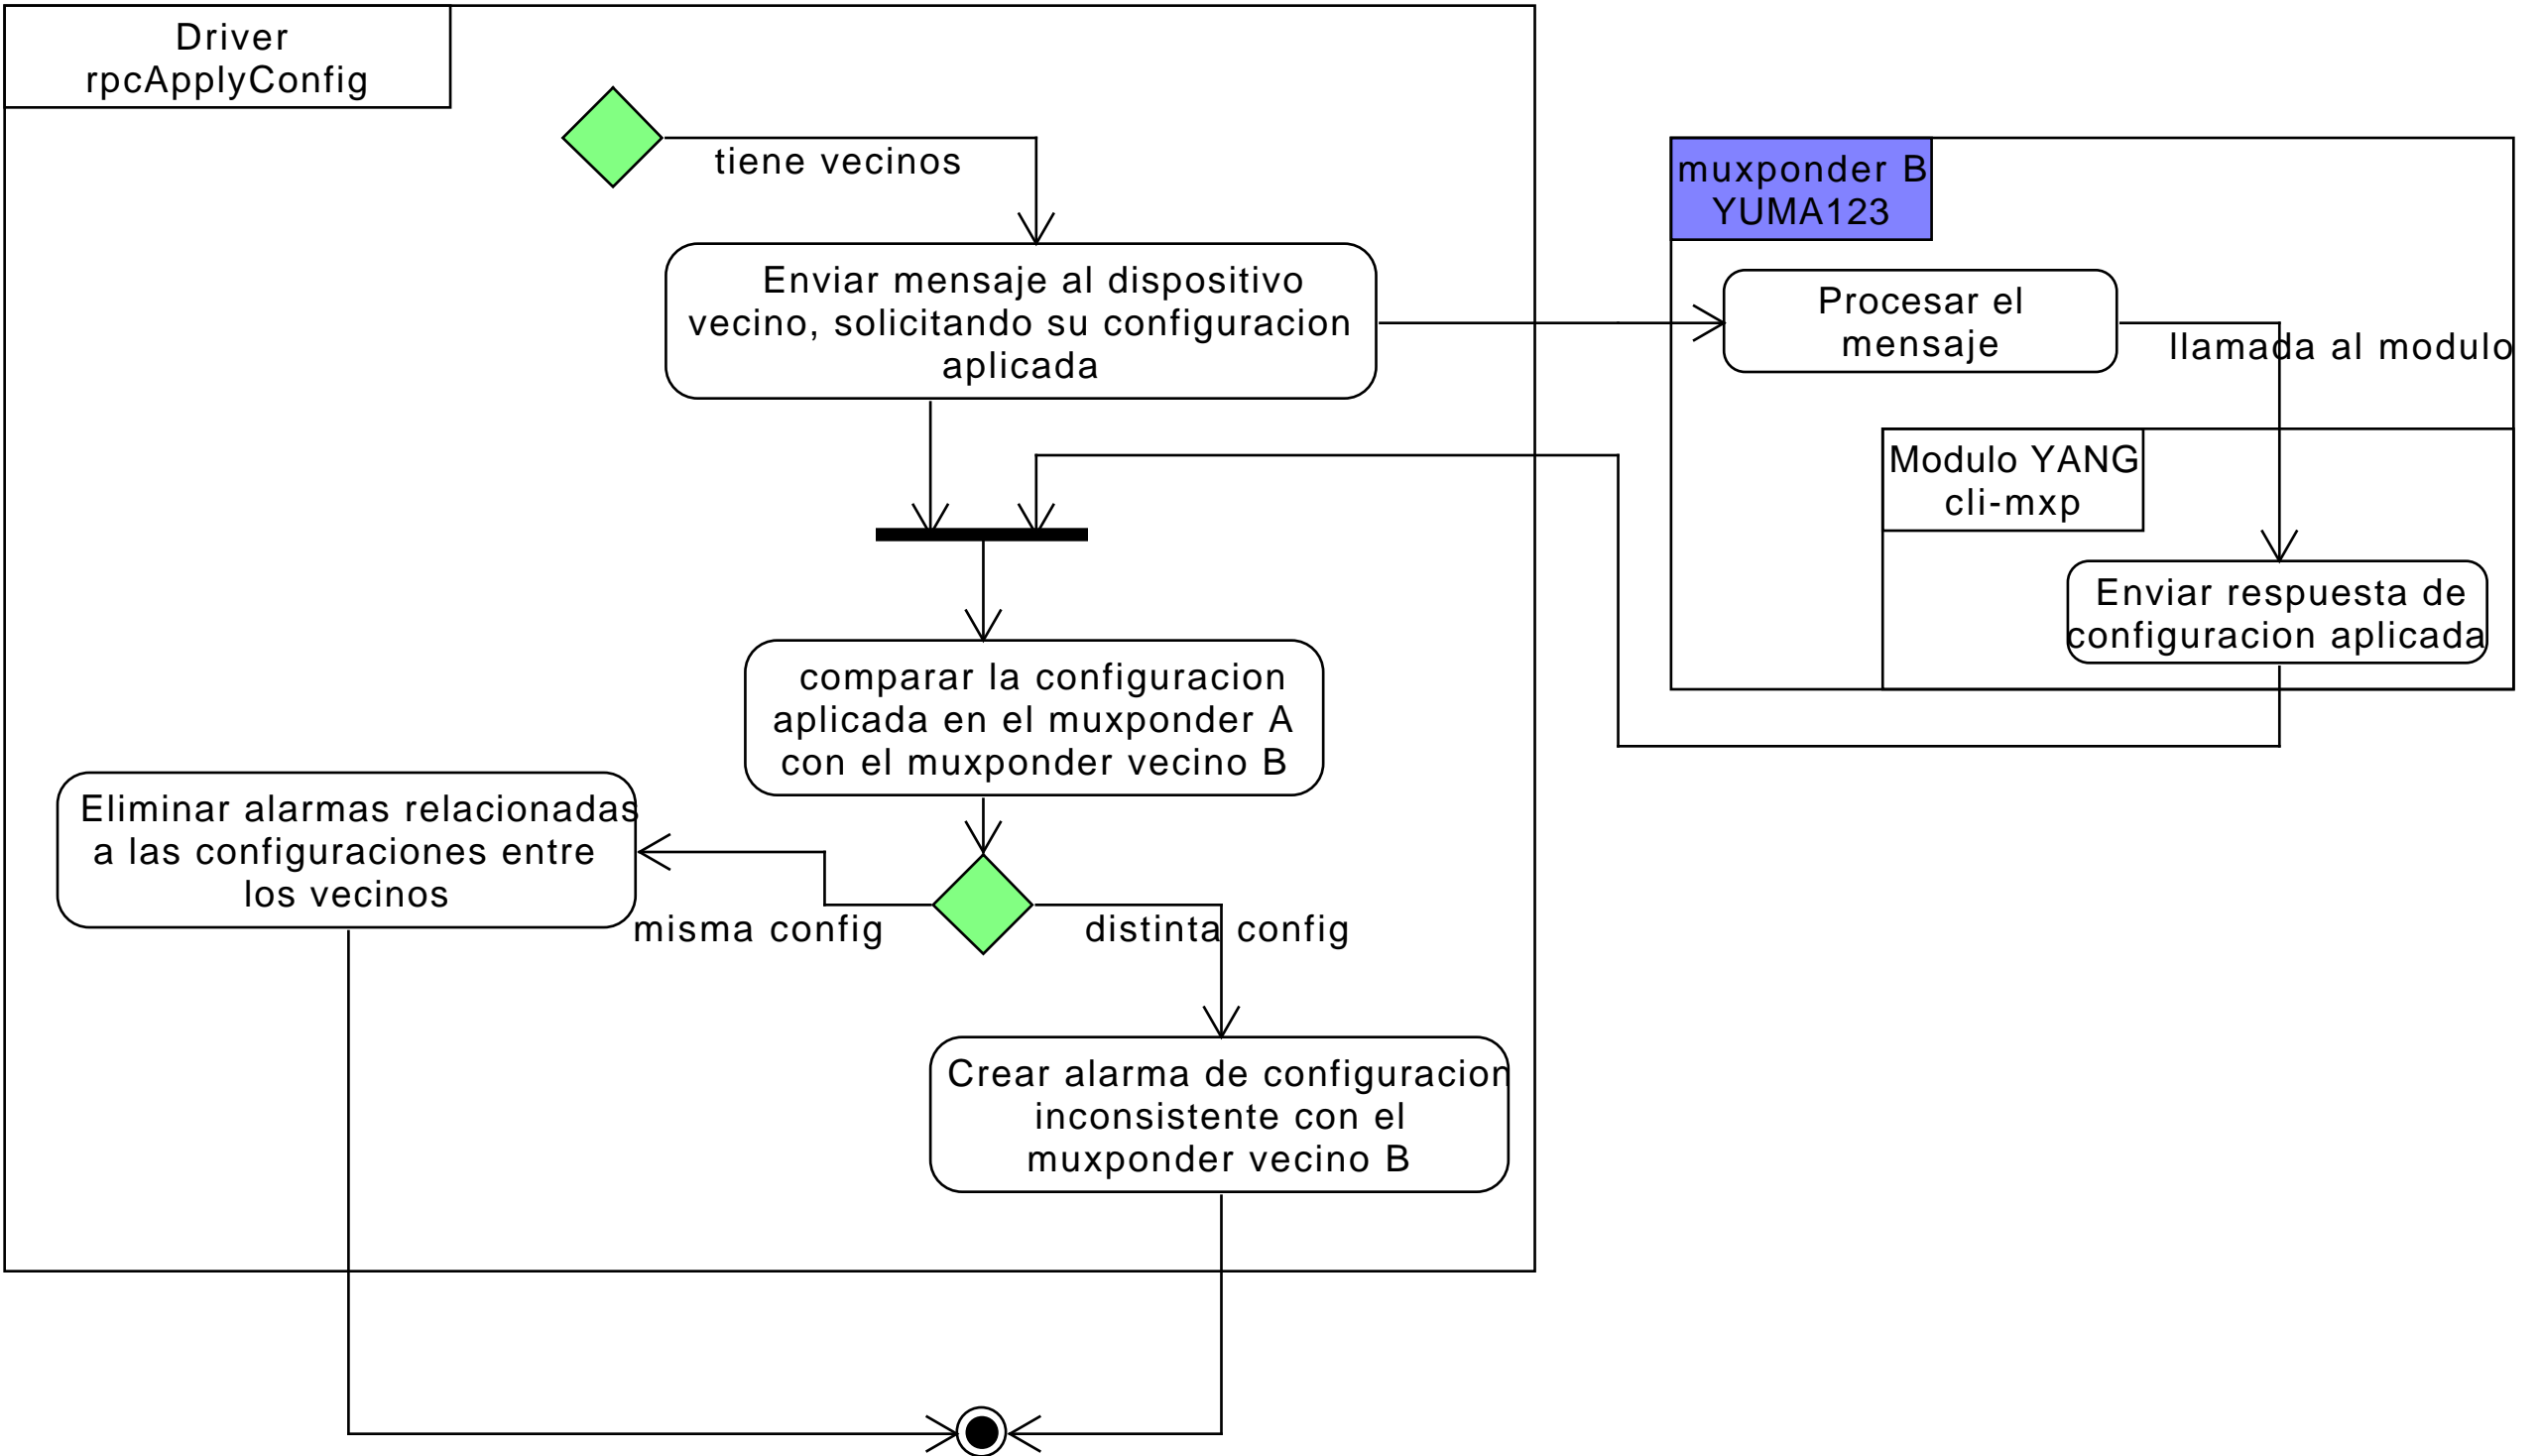 Driver
rpcApplyConfig
tiene vecinos
muxponder B
YUMA123
Enviar mensaje al dispositivo
vecino, solicitando su configuracion
aplicada
Procesar el
mensaje
llamada al modulo
Modulo YANG
cli-mxp
Enviar respuesta de
configuracion aplicada
comparar la configuracion
aplicada en el muxponder A
con el muxponder vecino B
Eliminar alarmas relacionadas
a las configuraciones entre
los vecinos
misma config
distinta config
Crear alarma de configuracion
inconsistente con el
muxponder vecino B